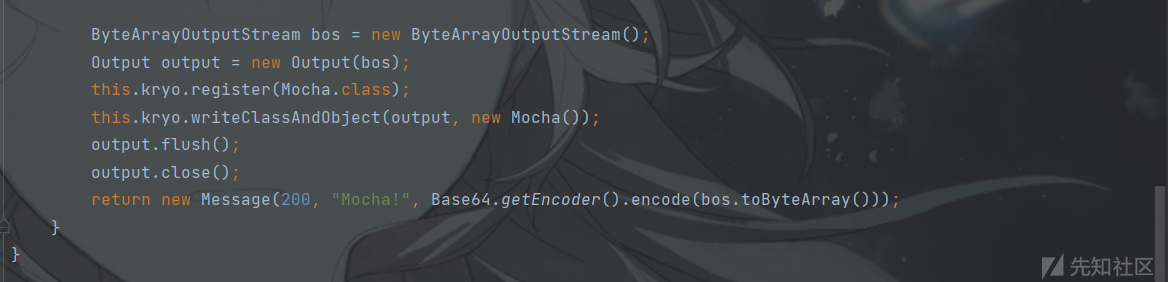 ByteArrayOutputStream bos = new ByteArrayOutputStream();
Output output = new Output(bos);
this.kryo.register(Mocha.class);
this.kryo.writeClassAndObject(output, new Mocha());
output.flush();
output.close();
return new Message(200, "Mocha!", Base64.getEncoder().encode(bos.toByteArray()));
}
}
先知社区